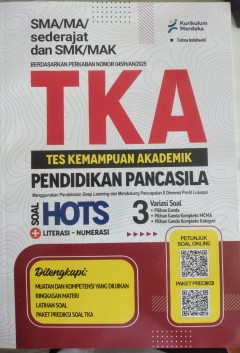 SMA/MA/
sederajat
dan SMK/MAK
Kurikulum
Merdeka
BERDASARKAN PERKABAN NOMOR 045/H/AN/2025
TKA
TES KEMAMPUAN AKADEMIK
PENDIDIKAN PANCASILA
Menggunakan Pendekatan Deep Learning dan Mendukung Pencapaian 8 Dimensi Profil Lulusan
SOAL
HOTS
+ LITERASI - NUMERASI
3 Variasi Soal
• Pilihan Ganda
• Pilihan Ganda Kompleks MCMA
• Pilihan Ganda Kompleks Kategori
Dilengkapi:
MUATAN DAN KOMPETENSI YANG DIUJIKAN
RINGKASAN MATERI
LATIHAN SOAL
PAKET PREDIKSI SOAL TKA
PETUNJUK
SOAL ONLINE
PAKET PREDIKSI